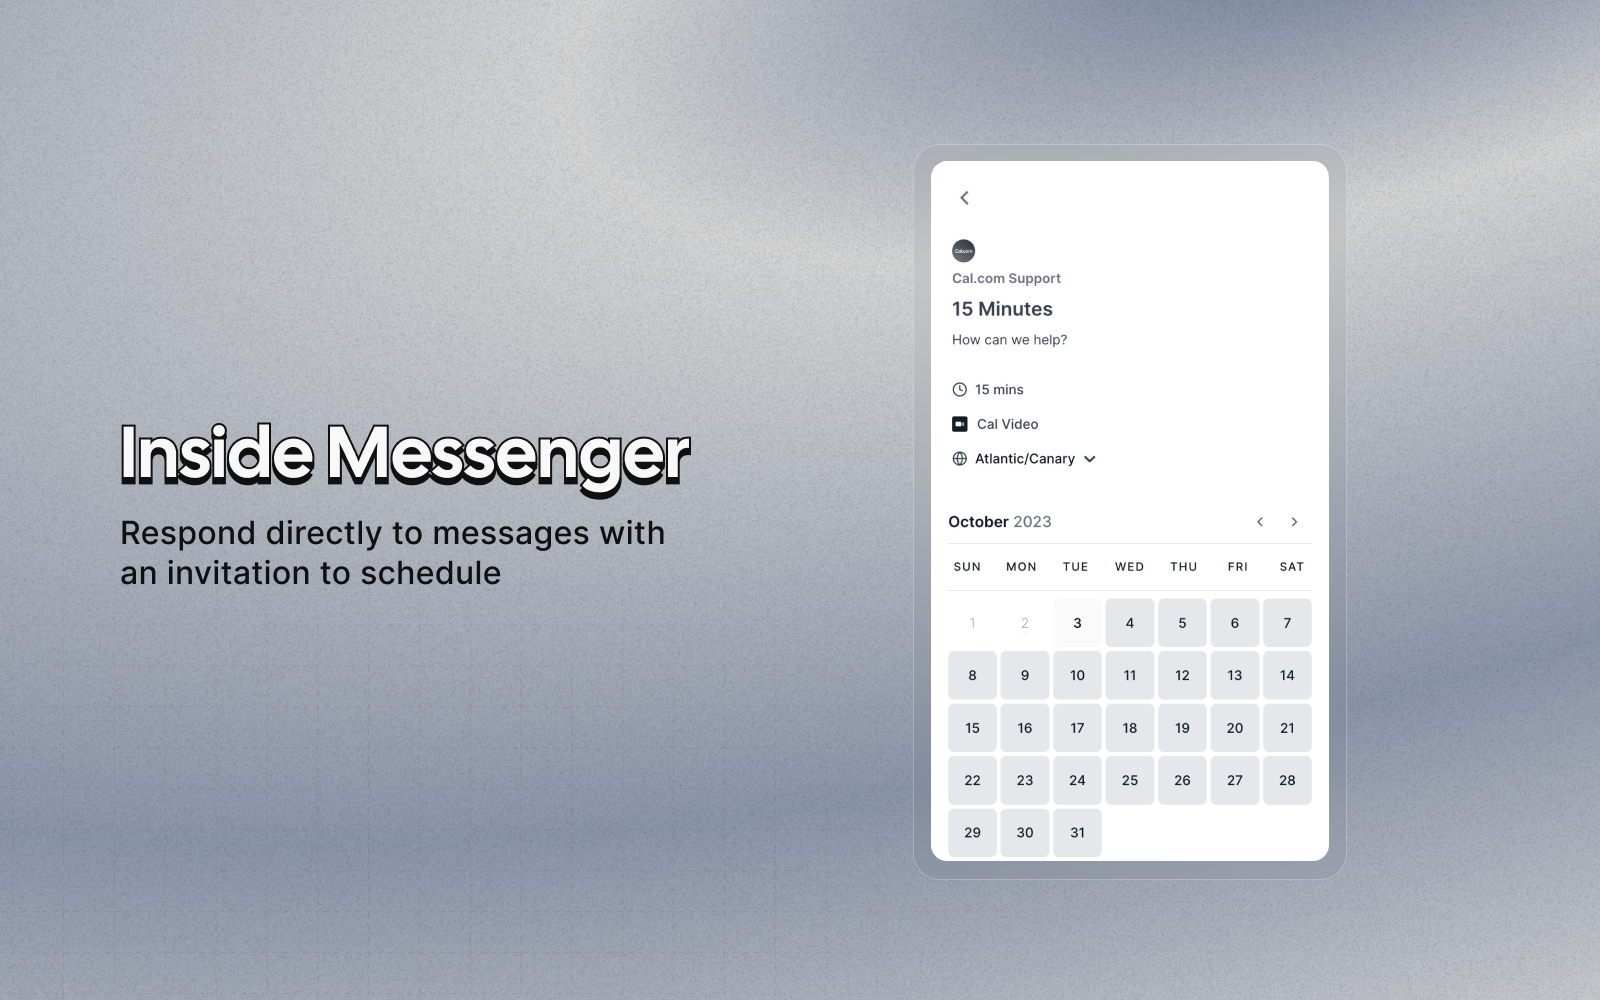 Inside Messenger
Respond directly to messages with
an invitation to schedule
Cal.com
Cal.com Support
15 Minutes
How can we help?
15 mins
Cal Video
Atlantic/Canary
October 2023
SUN MON TUE WED THU FRI SAT
1 2 3 4 5 6 7
8 9 10 11 12 13 14
15 16 17 18 19 20 21
22 23 24 25 26 27 28
29 30 31